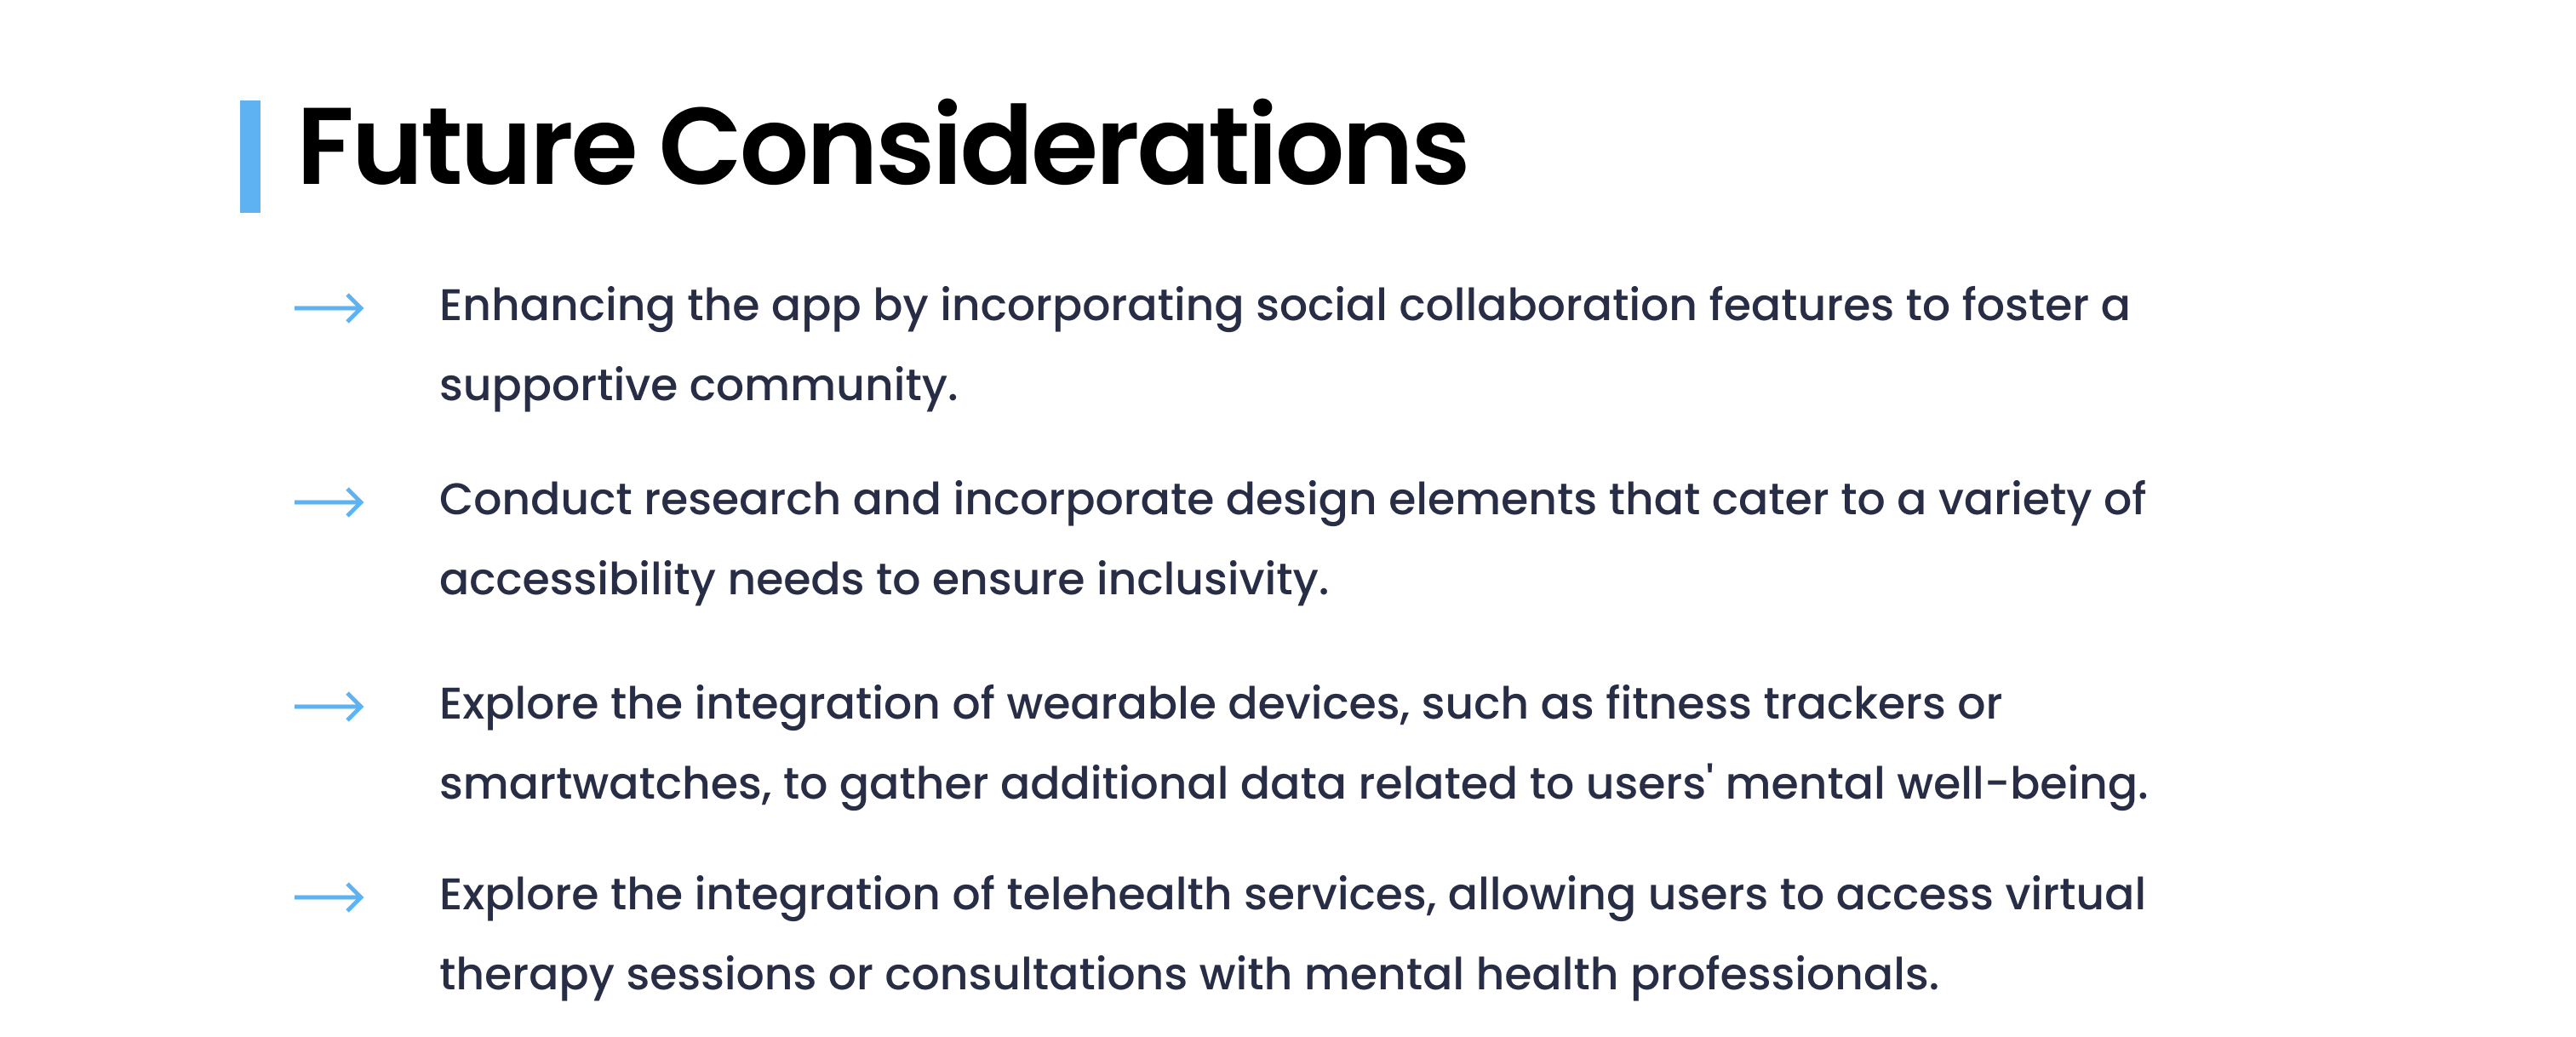 Future Considerations
Enhancing the app by incorporating social collaboration features to foster a
supportive community.
Conduct research and incorporate design elements that cater to a variety of
accessibility needs to ensure inclusivity.
Explore the integration of wearable devices, such as fitness trackers or
smartwatches, to gather additional data related to users' mental well-being.
Explore the integration of telehealth services, allowing users to access virtual
therapy sessions or consultations with mental health professionals.